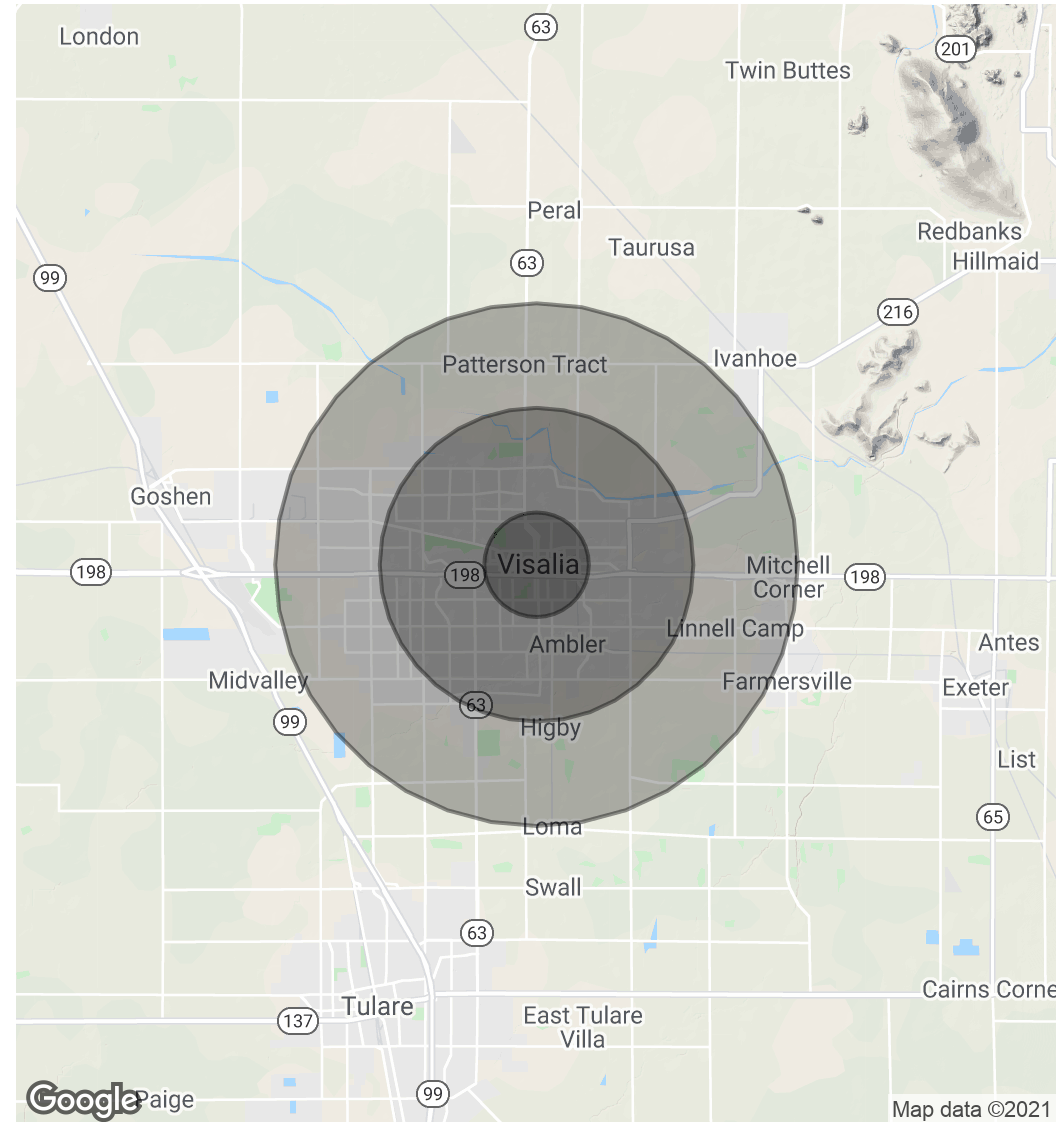 London
63
201
Twin Buttes
Peral
Redbanks
Taurusa
Hillmaid
63
99
216
Patterson Tract
Ivanhoe
Goshen
Visalia
198
198
Mitchell
Corner
198
Linnell Camp
Ambler
Antes
Midvalley
Farmersville
Exeter
63
99
Higby
List
65
Loma
Swall
63
Cairns Corne
Tulare
137
East Tulare
Villa
99
Google
Paige
Map data ©2021